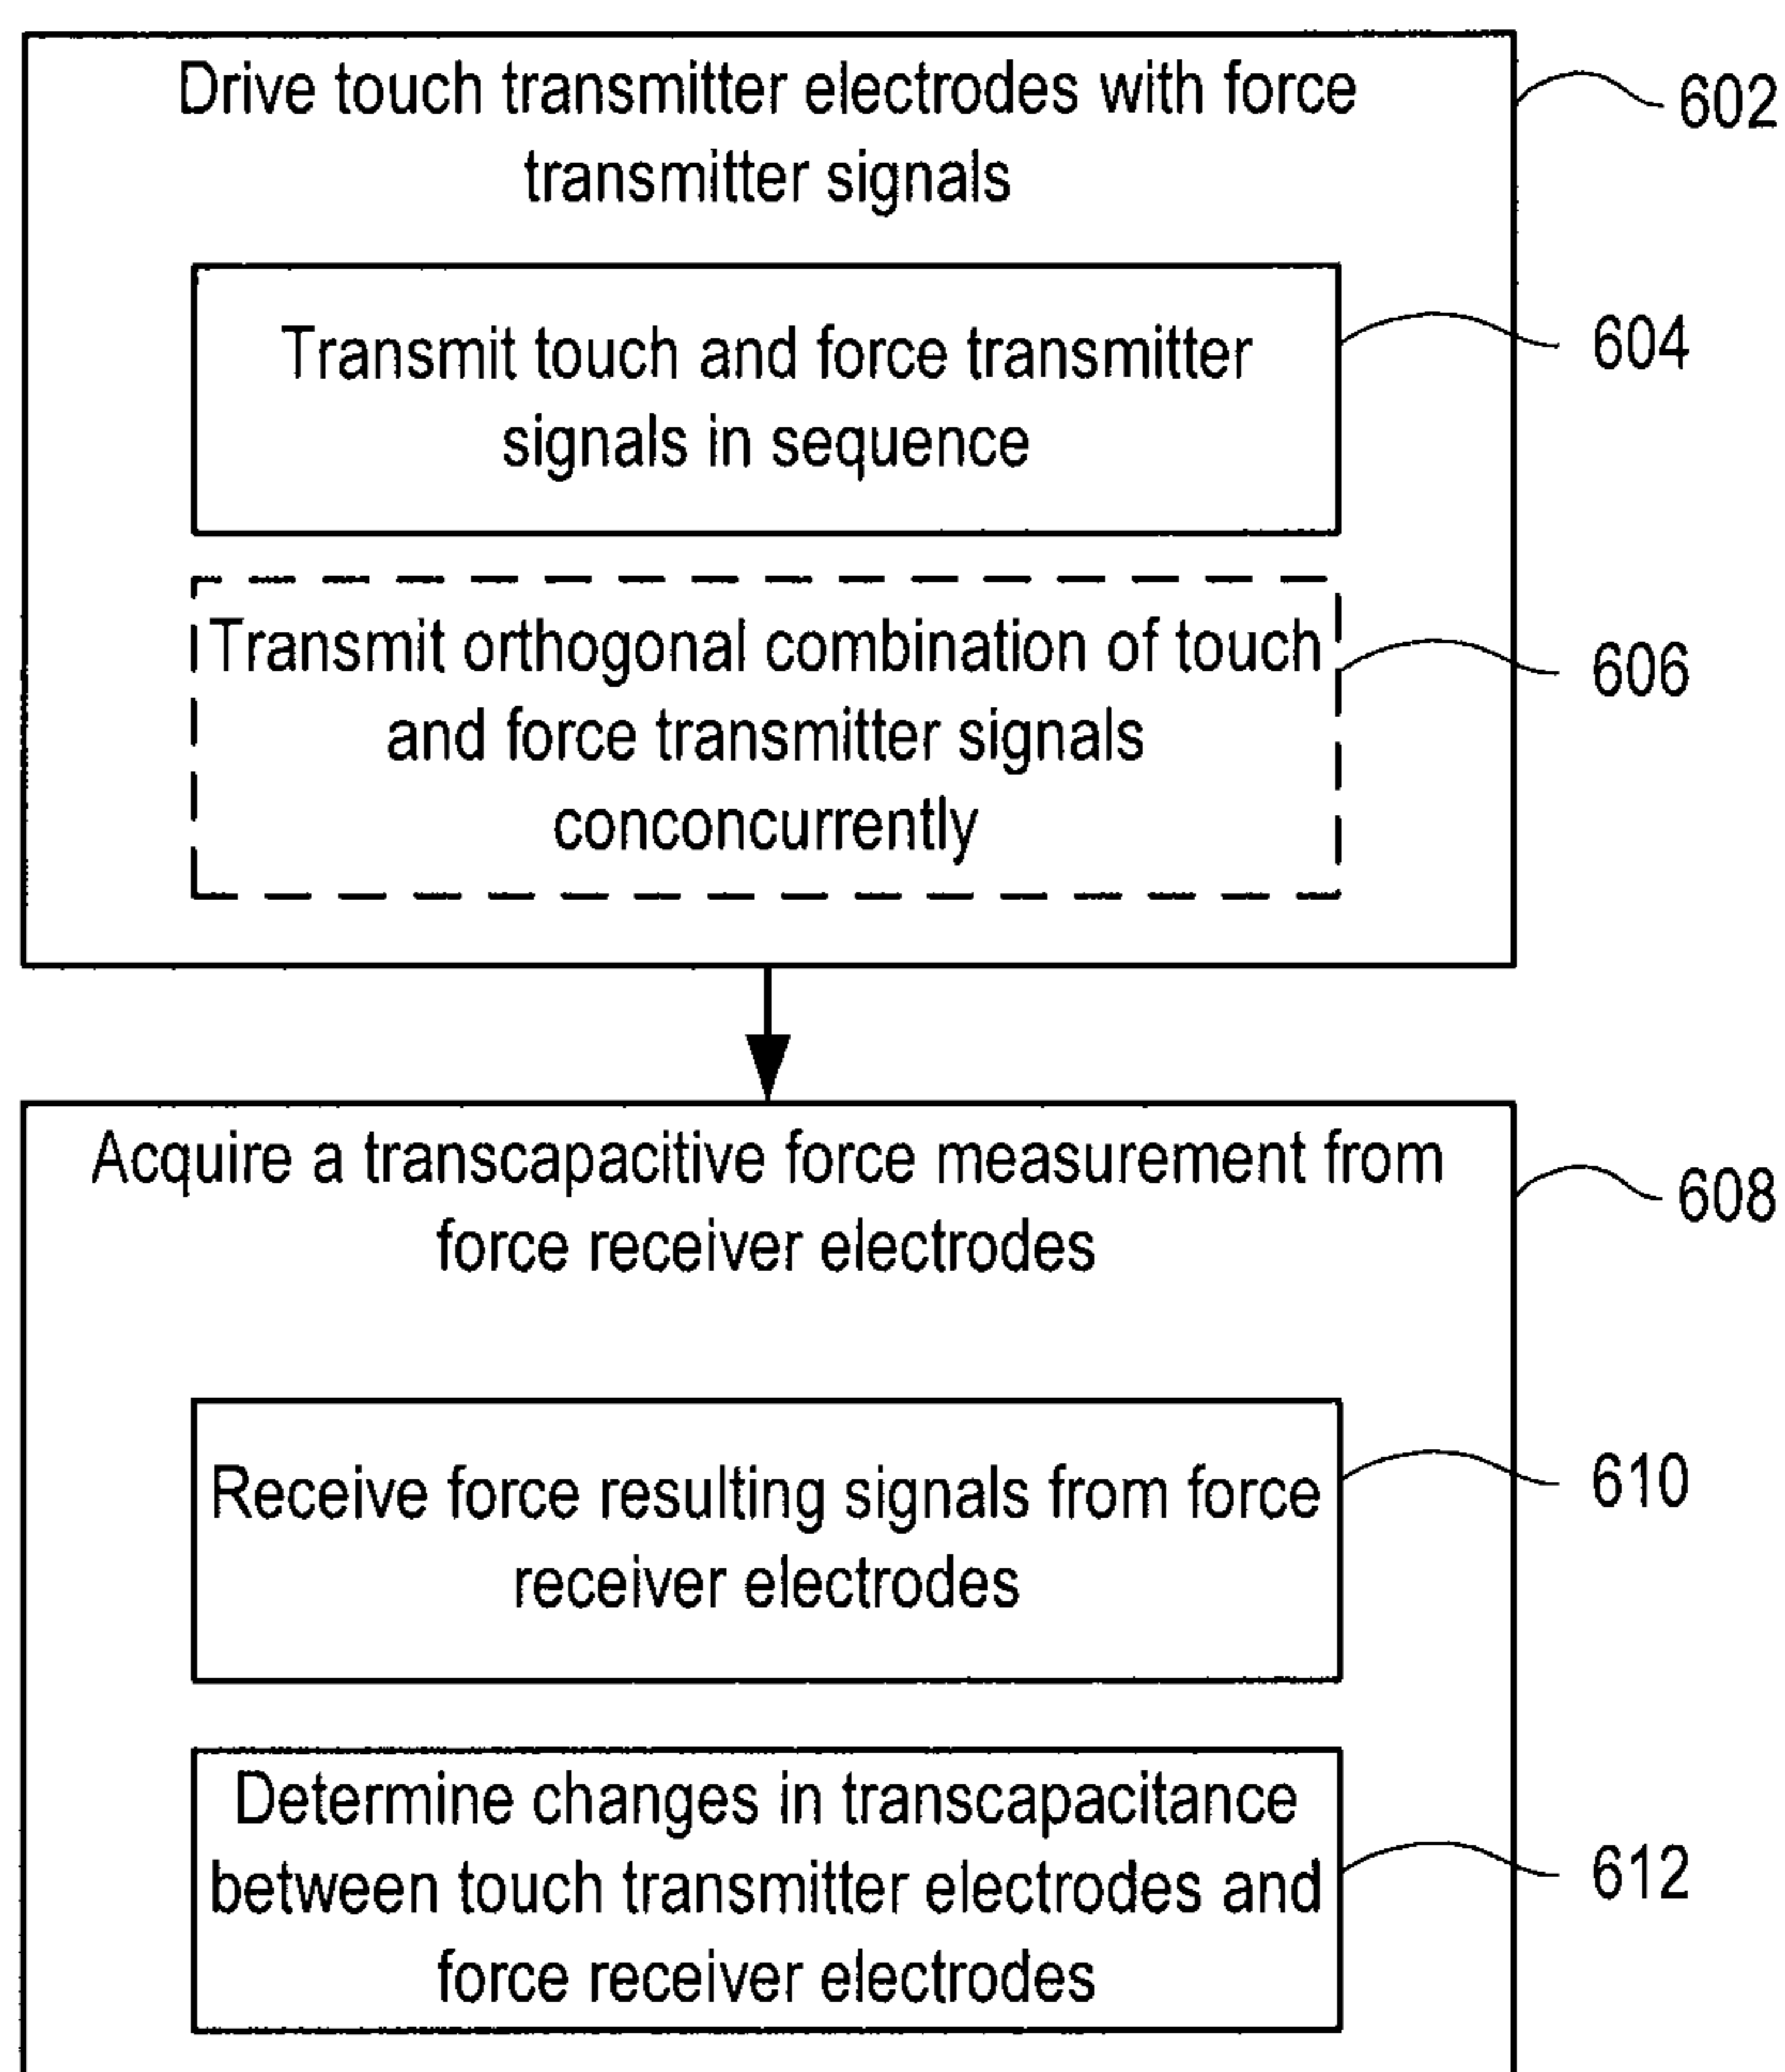 Drive touch transmitter electrodes with force
transmitter signals
602
Transmit touch and force transmitter
signals in sequence
604
Transmit orthogonal combination of touch
and force transmitter signals
conconcurrently
606
Acquire a transcapacitive force measurement from
force receiver electrodes
608
Receive force resulting signals from force
receiver electrodes
610
Determine changes in transcapacitance
between touch transmitter electrodes and
force receiver electrodes
612